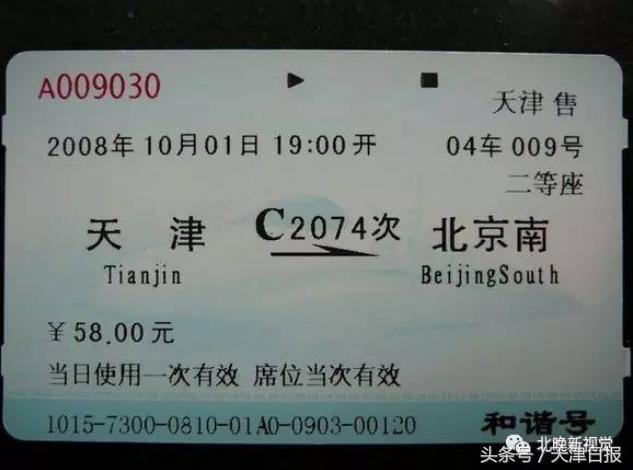 A009030
天津 售
2008年10月01日 19:00开 04车 009号
二等座
天津 C2074次 北京南
Tianjin BeijingSouth
¥58.00元
当日使用一次有效 席位当次有效
1015-7300-0810-01A0-0903-00120 和谐号
北晚新视觉
头条号/天津日报